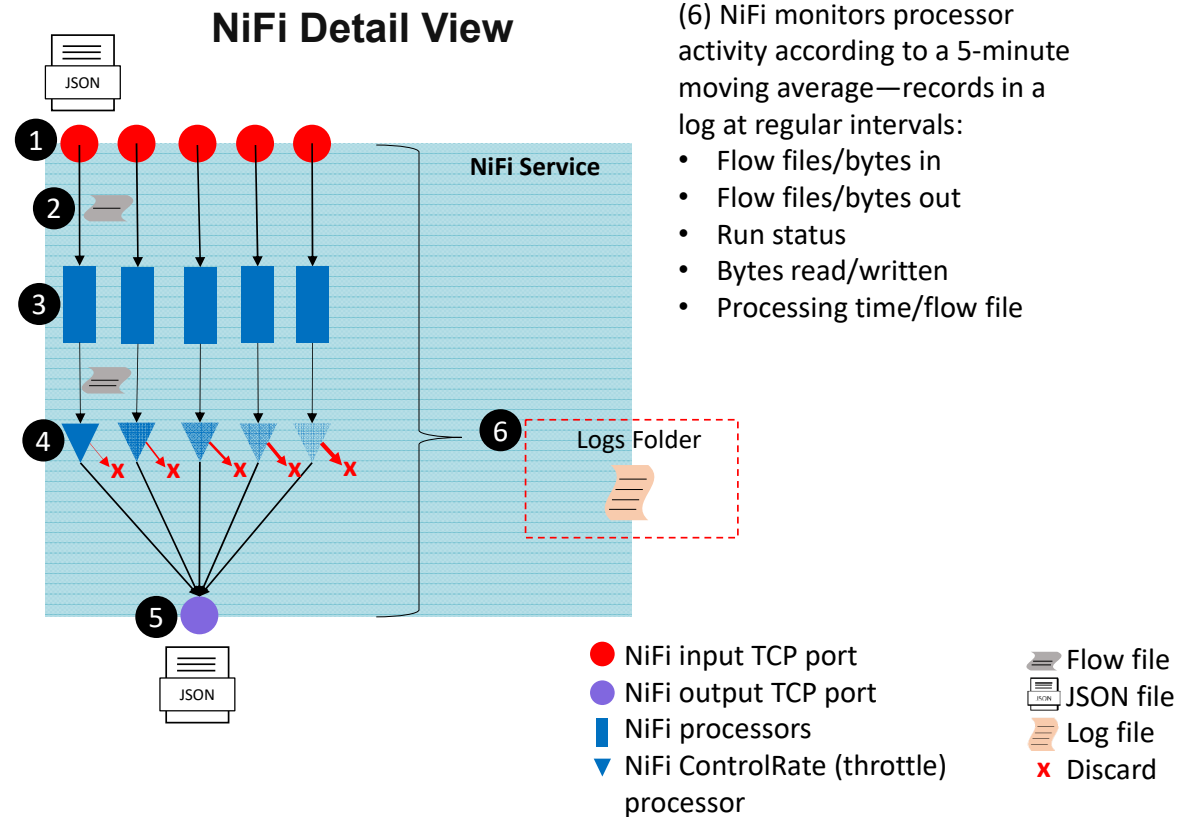 NiFi Detail View
(6) NiFi monitors processor
activity according to a 5-minute
moving average—records in a
log at regular intervals:
• Flow files/bytes in
• Flow files/bytes out
• Run status
• Bytes read/written
• Processing time/flow file
JSON
1
NiFi Service
2
3
4
X X X X X
6
Logs Folder
5
JSON
NiFi input TCP port
NiFi output TCP port
NiFi processors
NiFi ControlRate (throttle)
processor
Flow file
JSON
JSON file
Log file
X Discard